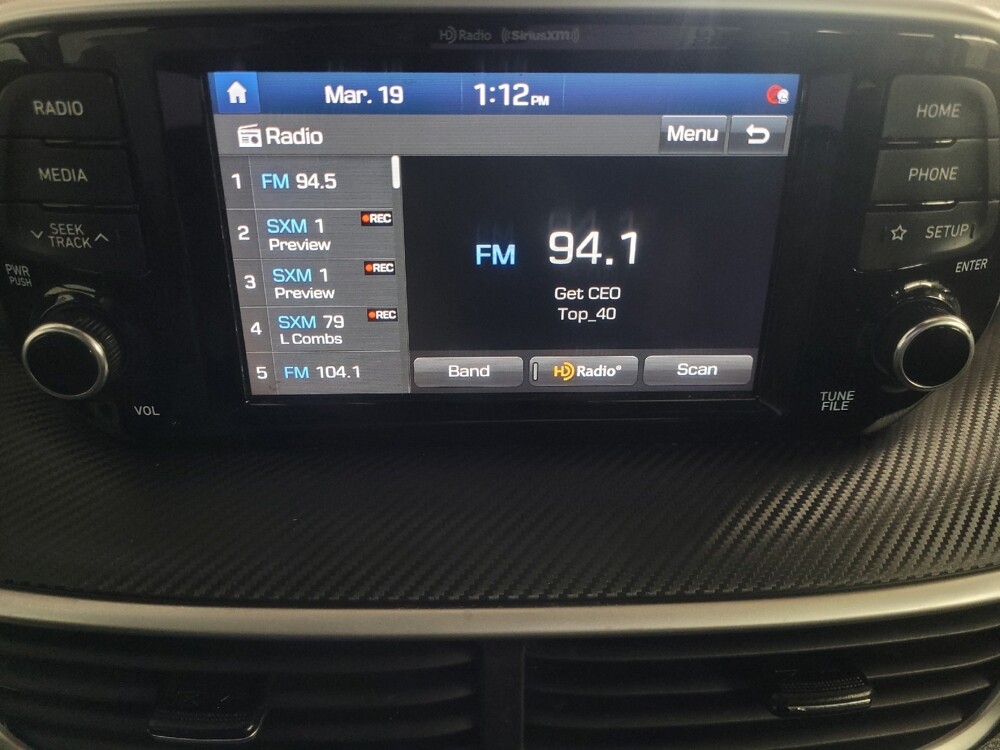 HD Radio ((SiriusXM))
RADIO
MEDIA
SEEK
TRACK
PWR
PUSH
VOL
Mar. 19 1:12 PM
Radio
Menu
1 FM 94.5
2 SXM 1 REC
Preview
3 SXM 1 REC
Preview
4 SXM 79 REC
L Combs
5 FM 104.1
FM 94.1
Get CEO
Top_40
Band
HD Radio®
Scan
HOME
PHONE
SETUP
ENTER
TUNE
FILE